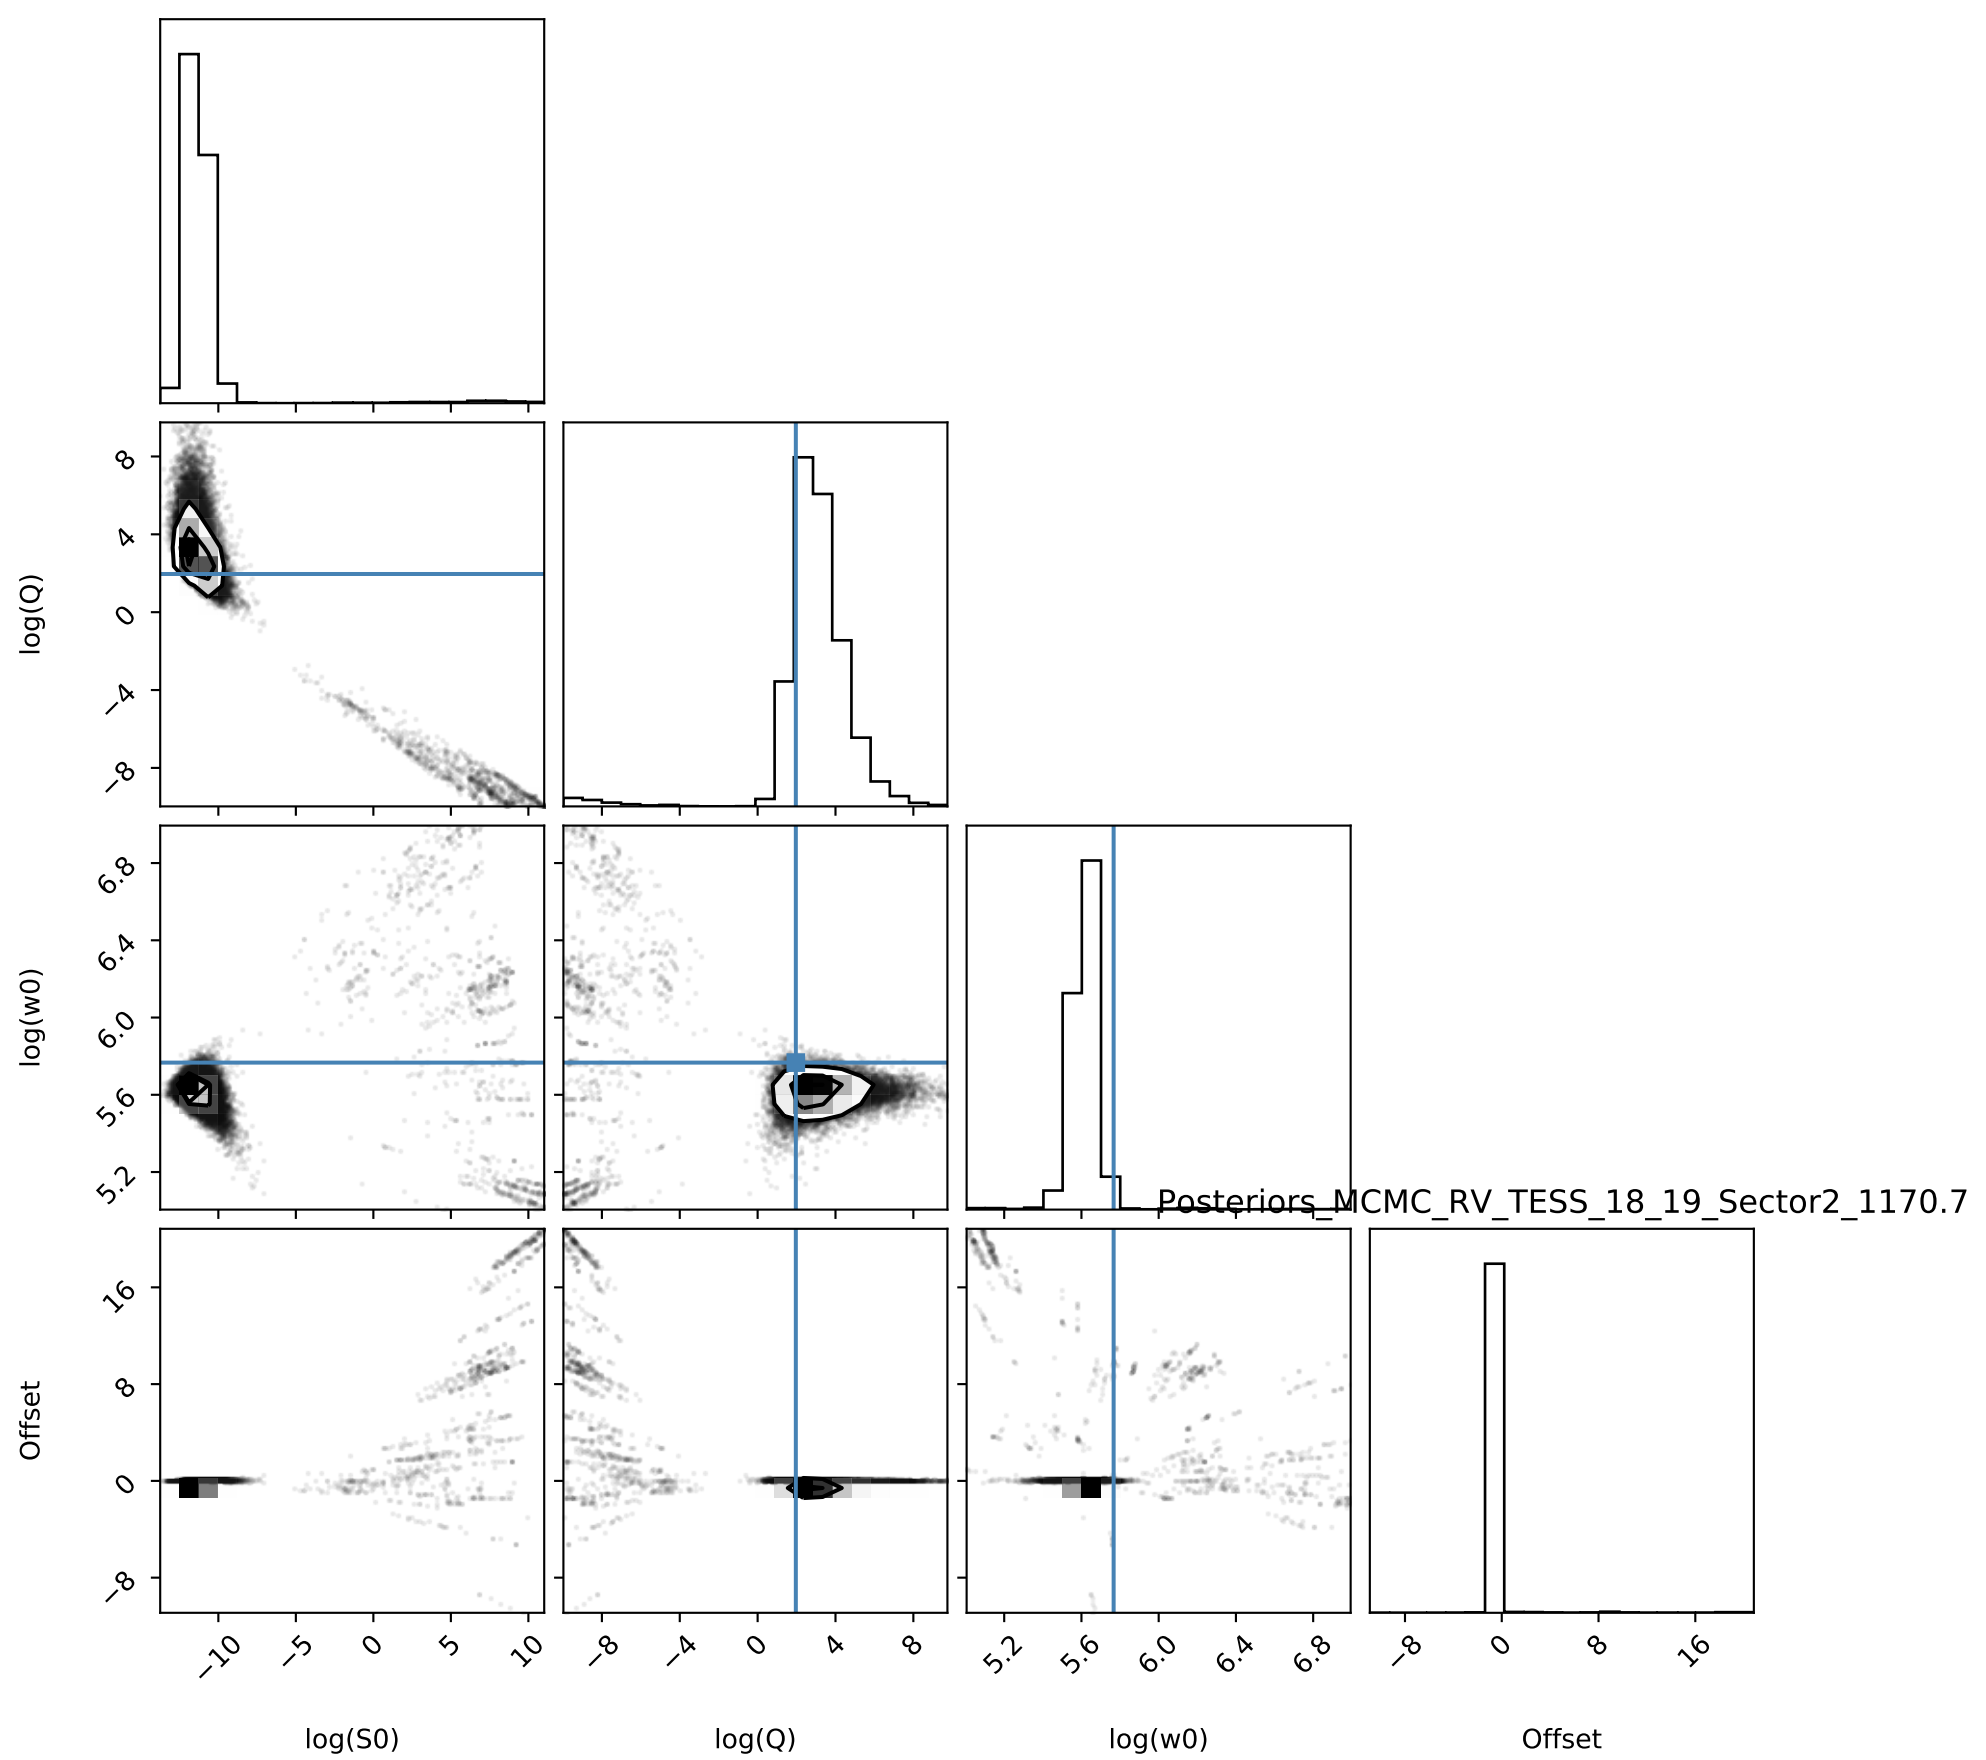 8
4
0
−4
−8
log(Q)
6.8
6.4
6.0
5.6
5.2
log(w0)
Posteriors_MCMC_RV_TESS_18_19_Sector2_1170.7
16
8
0
−8
Offset
−10 −5 0 5 10 −8 −4 0 4 8 5.2 5.6 6.0 6.4 6.8 −8 0 8 16
log(S0) log(Q) log(w0) Offset